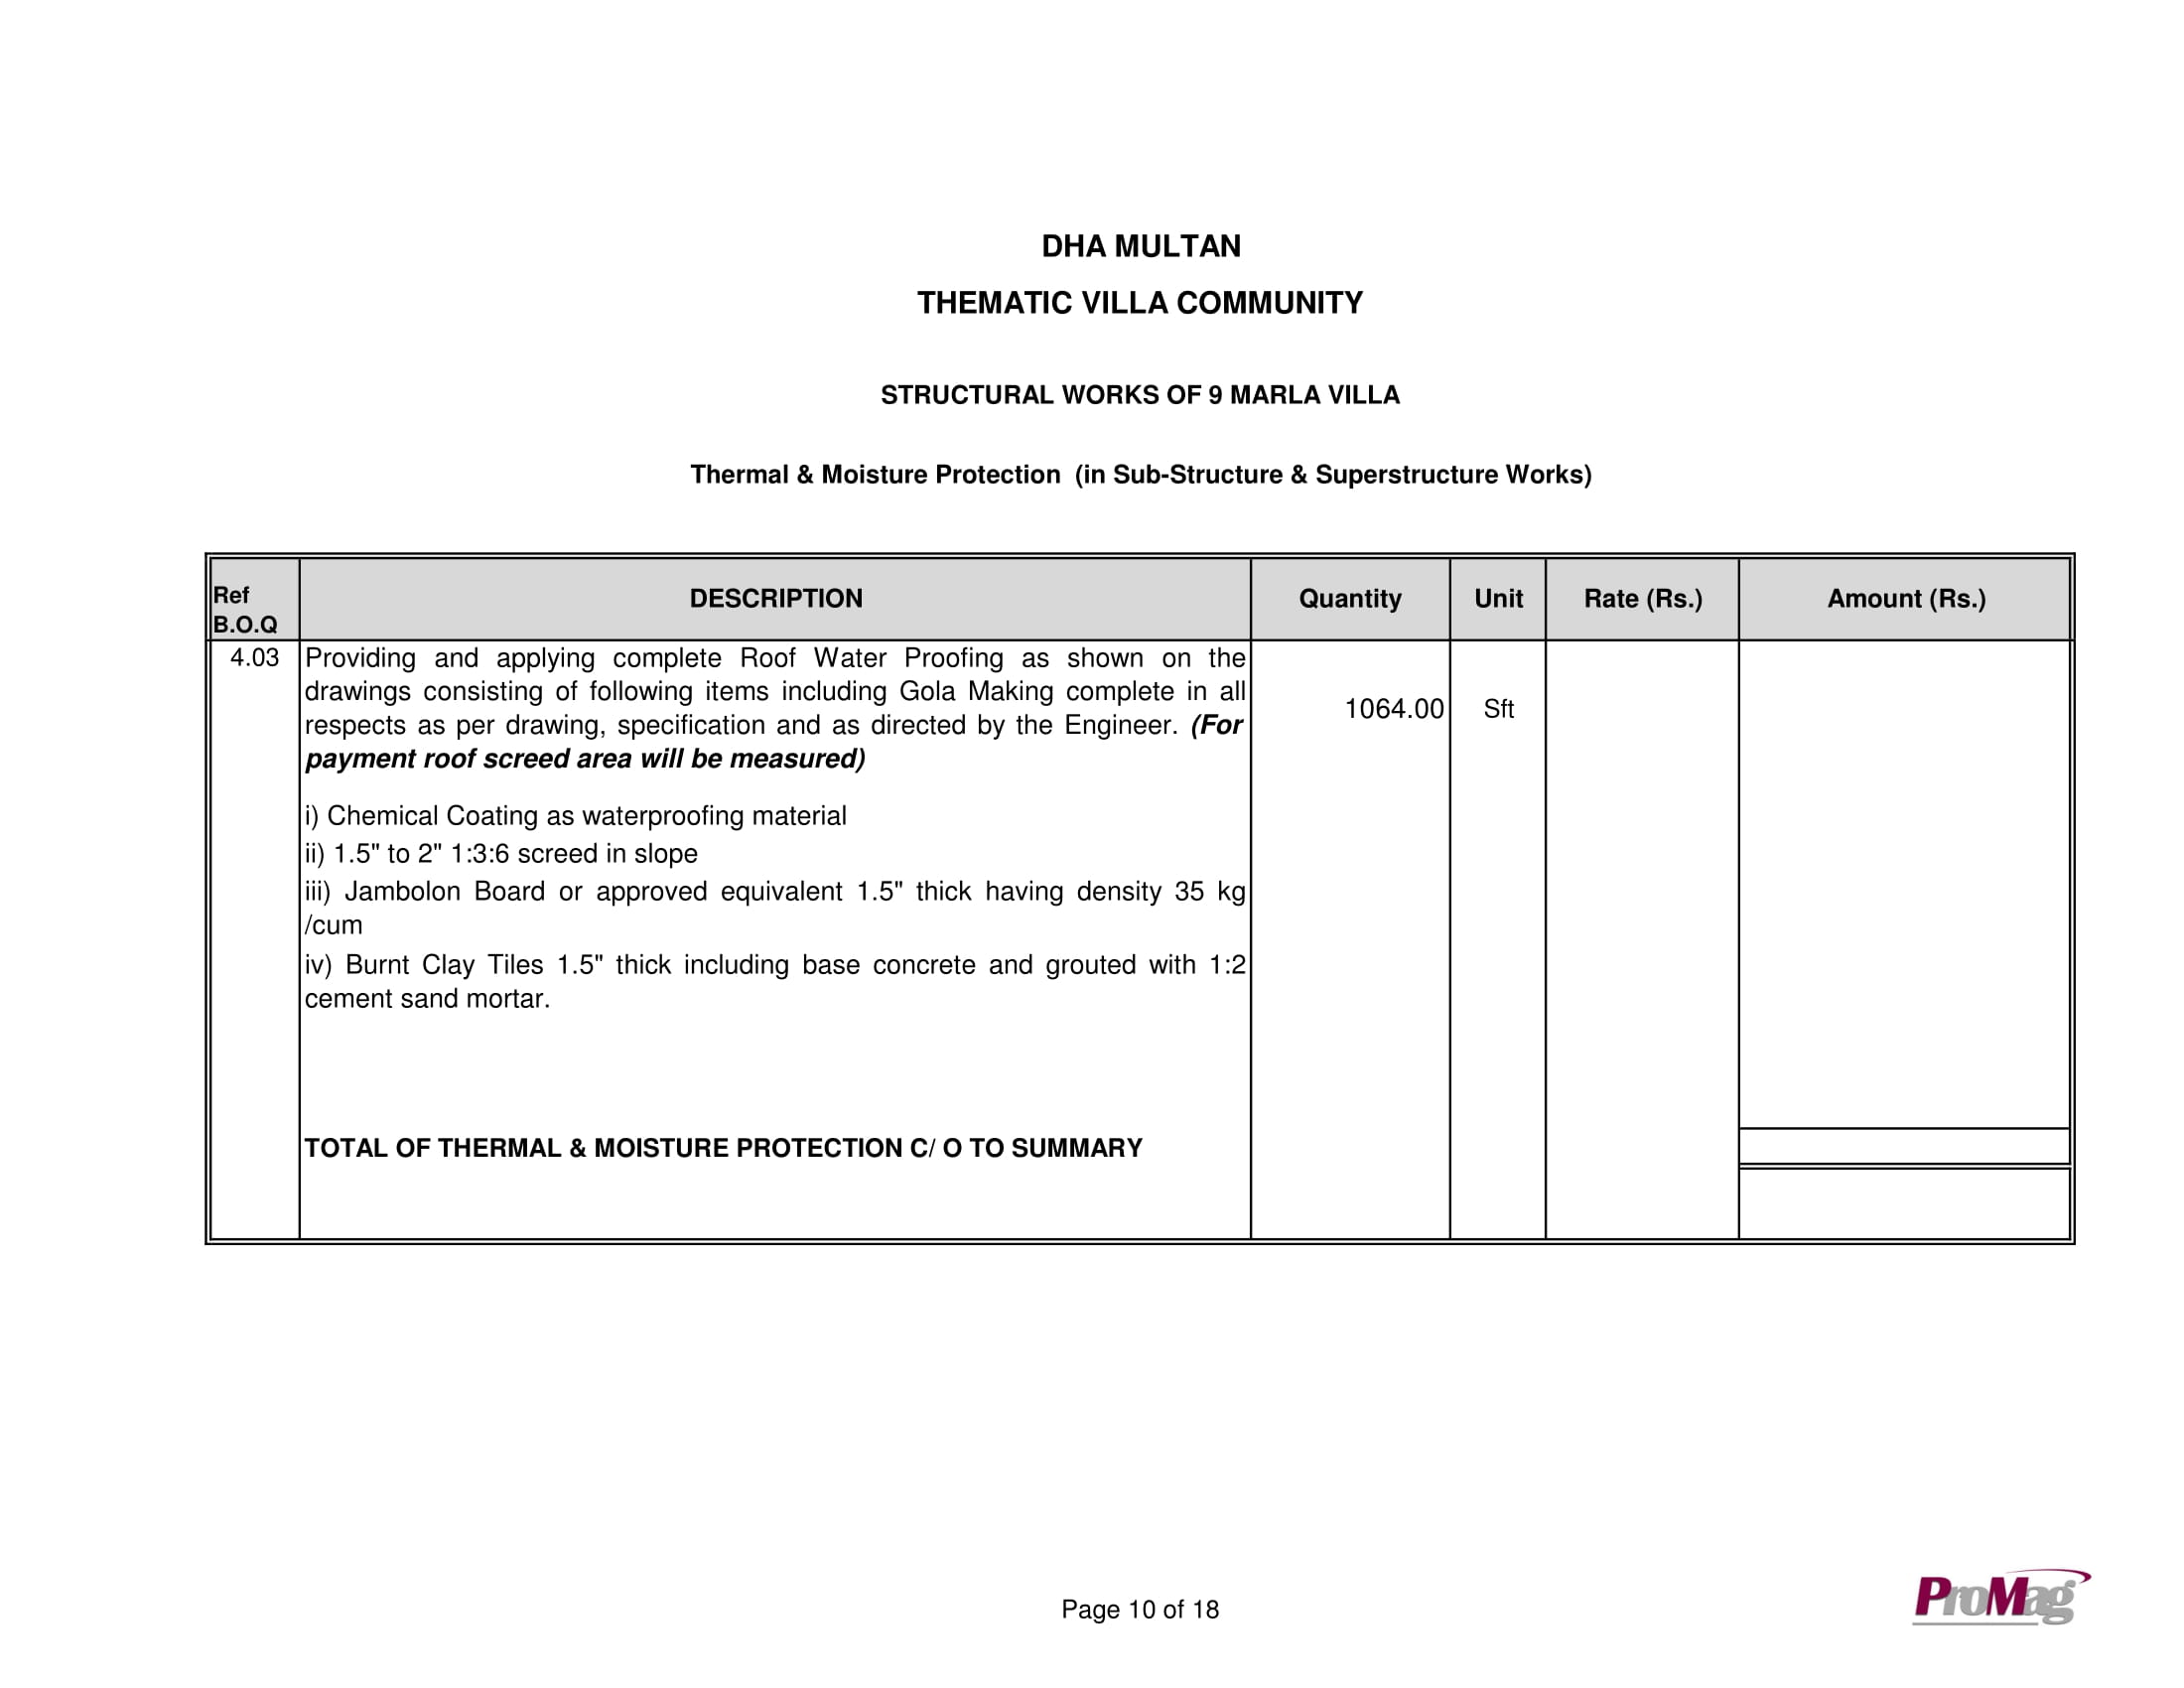 DHA MULTAN
THEMATIC VILLA COMMUNITY
STRUCTURAL WORKS OF 9 MARLA VILLA
Thermal & Moisture Protection  (in Sub-Structure & Superstructure Works)
Ref
B.O.Q
DESCRIPTION
Quantity
Unit
Rate (Rs.)
Amount (Rs.)
4.03
Providing and applying complete Roof Water Proofing as shown on the
drawings consisting of following items including Gola Making complete in all
respects as per drawing, specification and as directed by the Engineer. (For
payment roof screed area will be measured)
1064.00
Sft
i) Chemical Coating as waterproofing material
ii) 1.5" to 2" 1:3:6 screed in slope
iii) Jambolon Board or approved equivalent 1.5" thick having density 35 kg
/cum
iv) Burnt Clay Tiles 1.5" thick including base concrete and grouted with 1:2
cement sand mortar.
TOTAL OF THERMAL & MOISTURE PROTECTION C/ O TO SUMMARY
Page 10 of 18
ProMag